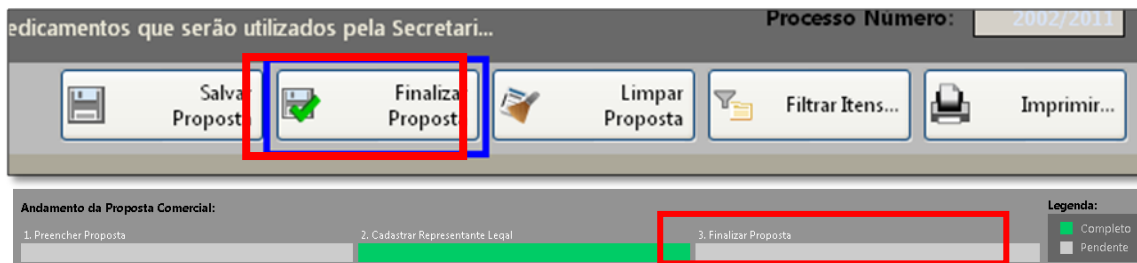 edicamentos que serão utilizados pela Secretari...
Processo Número:
2002/2011
Salvar
Proposta
Finalizar
Proposta
Limpar
Proposta
Filtrar Itens...
Imprimir...
Andamento da Proposta Comercial:
Legenda:
1. Preencher Proposta
2. Cadastrar Representante Legal
3. Finalizar Proposta
Completo
Pendente